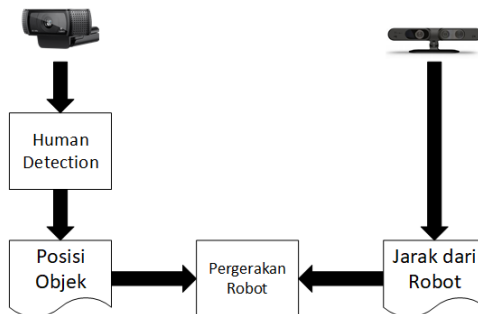 Human
Detection
Posisi
Objek
Pergerakan
Robot
Jarak dari
Robot